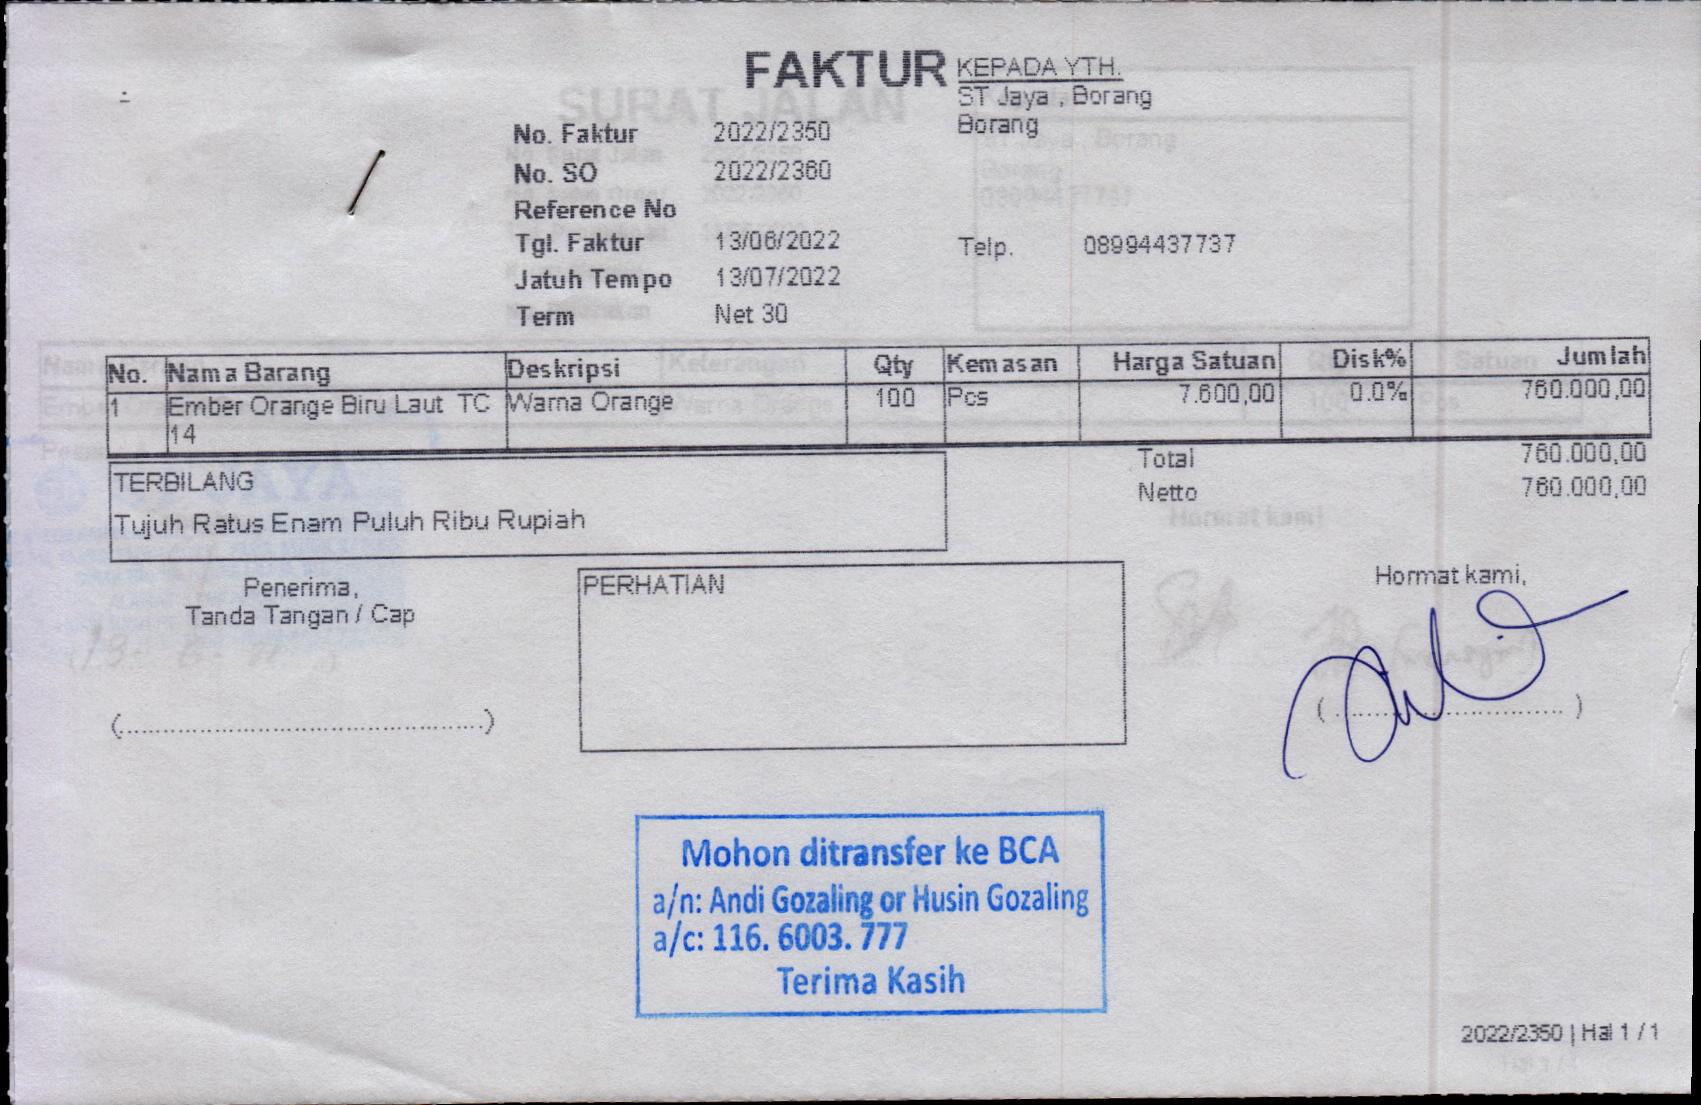 FAKTUR
KEPADA YTH.
ST Jaya , Borang
Borang
No. Faktur 2022/2350
No. SO 2022/2360
Reference No
Tgl. Faktur 13/06/2022
Telp. 08994437737
Jatuh Tempo 13/07/2022
Term Net 30
No. Nama Barang Deskripsi Qty Kemasan Harga Satuan Disk% Jumlah
1 Ember Orange Biru Laut TC Warna Orange 100 Pcs 7.600,00 0.0% 760.000,00
14
Total 760.000,00
TERBILANG
Netto 760.000,00
Tujuh Ratus Enam Puluh Ribu Rupiah
Penerima,
Tanda Tangan / Cap
PERHATIAN
Hormat kami,
Mohon ditransfer ke BCA
a/n: Andi Gozaling or Husin Gozaling
a/c: 116. 6003. 777
Terima Kasih
2022/2350 | Hal 1 / 1